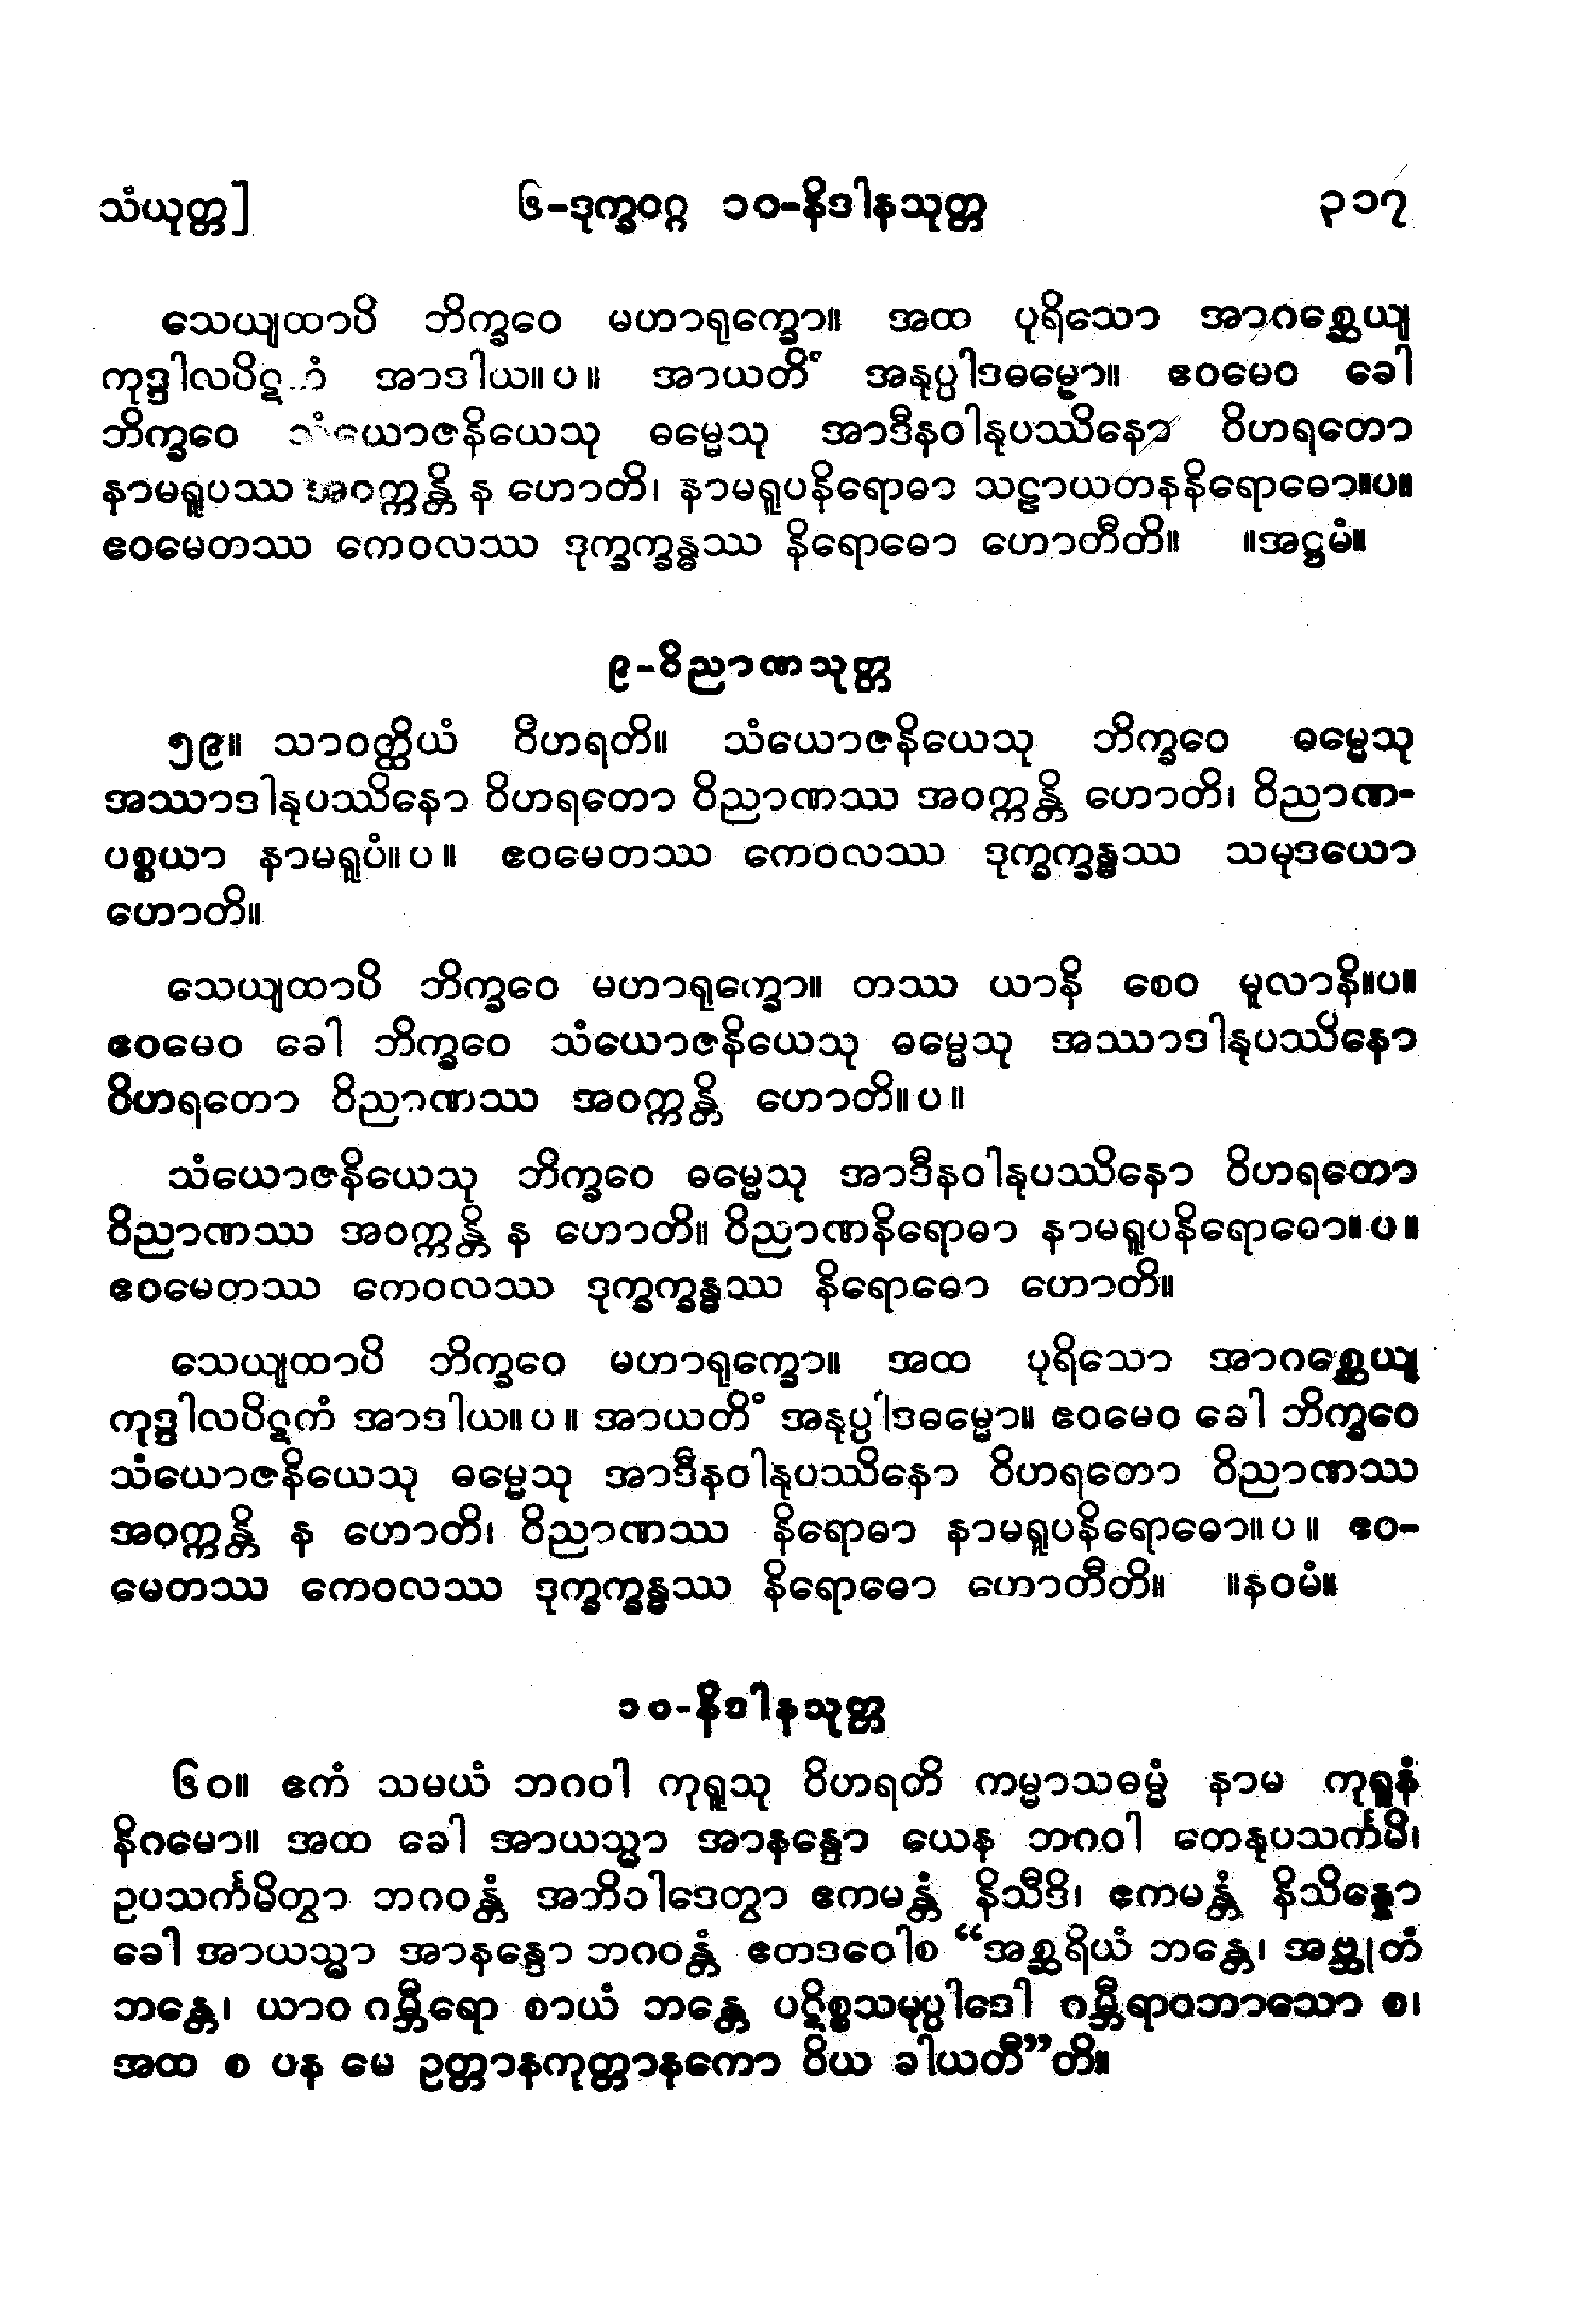 သံယုတ္တ] ၆-ဒုက္ခဝဂ္ဂ ၁၀-နိဒါနသုတ္တ ၃၁၇
သေယျထာပိ ဘိက္ခဝေ မဟာရုက္ခော။ အထ ပုရိသော အာဂစ္ဆေယျ
ကုဒ္ဒါလပိဋကံ အာဒါယ။ပ။ အာယတိံ အနုပ္ပါဒဓမ္မော။ ဧဝမေဝ ခေါ
ဘိက္ခဝေ သံယောဇနိယေသု ဓမ္မေသု အာဒီနဝါနုပဿိနော ဝိဟရတော
နာမရူပဿ အဝက္ကန္တိ န ဟောတိ၊ နာမရူပနိရောဓာ သဠာယတနနိရောဓော။ပ။
ဧဝမေတဿ ကေဝလဿ ဒုက္ခက္ခန္ဓဿ နိရောဓော ဟောတီတိ။ ။အဋ္ဌမံ။
၉-ဝိညာဏသုတ္တ
၅၉။ သာဝတ္ထိယံ ဝိဟရတိ။ သံယောဇနိယေသု ဘိက္ခဝေ ဓမ္မေသု
အဿာဒါနုပဿိနော ဝိဟရတော ဝိညာဏဿ အဝက္ကန္တိ ဟောတိ၊ ဝိညာဏ-
ပစ္စယာ နာမရူပံ။ပ။ ဧဝမေတဿ ကေဝလဿ ဒုက္ခက္ခန္ဓဿ သမုဒယော
ဟောတိ။
သေယျထာပိ ဘိက္ခဝေ မဟာရုက္ခော။ တဿ ယာနိ စေဝ မူလာနိ။ပ။
ဧဝမေဝ ခေါ ဘိက္ခဝေ သံယောဇနိယေသု ဓမ္မေသု အဿာဒါနုပဿိနော
ဝိဟရတော ဝိညာဏဿ အဝက္ကန္တိ ဟောတိ။ပ။
သံယောဇနိယေသု ဘိက္ခဝေ ဓမ္မေသု အာဒီနဝါနုပဿိနော ဝိဟရတော
ဝိညာဏဿ အဝက္ကန္တိ န ဟောတိ။ ဝိညာဏနိရောဓာ နာမရူပနိရောဓော။ပ။
ဧဝမေတဿ ကေဝလဿ ဒုက္ခက္ခန္ဓဿ နိရောဓော ဟောတိ။
သေယျထာပိ ဘိက္ခဝေ မဟာရုက္ခော။ အထ ပုရိသော အာဂစ္ဆေယျ
ကုဒ္ဒါလပိဋကံ အာဒါယ။ပ။ အာယတိံ အနုပ္ပါဒဓမ္မော။ ဧဝမေဝ ခေါ ဘိက္ခဝေ
သံယောဇနိယေသု ဓမ္မေသု အာဒီနဝါနုပဿိနော ဝိဟရတော ဝိညာဏဿ
အဝက္ကန္တိ န ဟောတိ၊ ဝိညာဏဿ နိရောဓာ နာမရူပနိရောဓော။ပ။ ဧဝ-
မေတဿ ကေဝလဿ ဒုက္ခက္ခန္ဓဿ နိရောဓော ဟောတီတိ။ ။နဝမံ။
၁၀-နိဒါနသုတ္တ
၆၀။ ဧကံ သမယံ ဘဂဝါ ကုရူသု ဝိဟရတိ ကမ္မာသဓမ္မံ နာမ ကုရူနံ
နိဂမော။ အထ ခေါ အာယသ္မာ အာနန္ဒော ယေန ဘဂဝါ တေနုပသင်္ကမိ၊
ဥပသင်္ကမိတွာ ဘဂဝန္တံ အဘိဝါဒေတွာ ဧကမန္တံ နိသီဒိ၊ ဧကမန္တံ နိသိန္နော
ခေါ အာယသ္မာ အာနန္ဒော ဘဂဝန္တံ ဧတဒဝေါစ “အစ္ဆရိယံ ဘန္တေ၊ အဗ္ဘုတံ
ဘန္တေ၊ ယာဝ ဂမ္ဘီရော စာယံ ဘန္တေ ပဋိစ္စသမုပ္ပါဒေါ ဂမ္ဘီရာဝဘာသော စ၊
အထ စ ပန မေ ဥတ္တာနကုတ္တာနကော ဝိယ ခါယတီ”တိ။